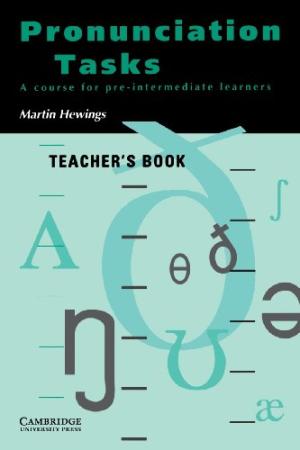 Pronunciation
Tasks
A course for pre-intermediate learners
Martin Hewings
TEACHER'S BOOK
ʃ
ð
θ
ə
ŋ
ʊ
æ
CAMBRIDGE
UNIVERSITY PRESS